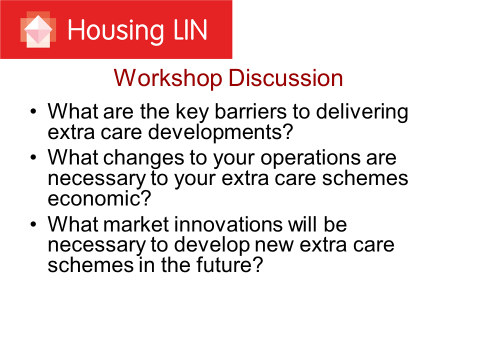 Housing LIN
Workshop Discussion
• What are the key barriers to delivering
extra care developments?
• What changes to your operations are
necessary to your extra care schemes
economic?
• What market innovations will be
necessary to develop new extra care
schemes in the future?